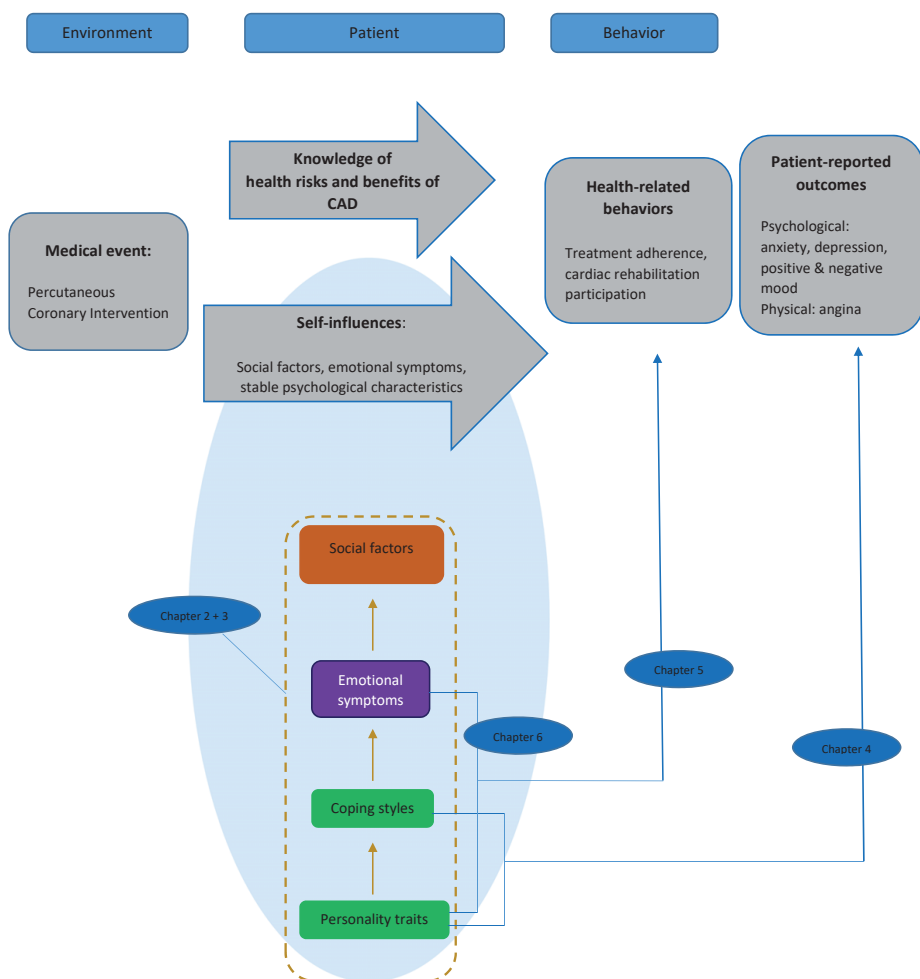 Environment
Patient
Behavior
Knowledge of
health risks and benefits of
CAD
Medical event:
Percutaneous
Coronary Intervention
Self-influences:
Social factors, emotional symptoms,
stable psychological characteristics
Health-related
behaviors
Treatment adherence,
cardiac rehabilitation
participation
Patient-reported
outcomes
Psychological:
anxiety, depression,
positive & negative
mood
Physical: angina
Social factors
Chapter 2 + 3
Emotional
symptoms
Chapter 5
Chapter 6
Chapter 4
Coping styles
Personality traits